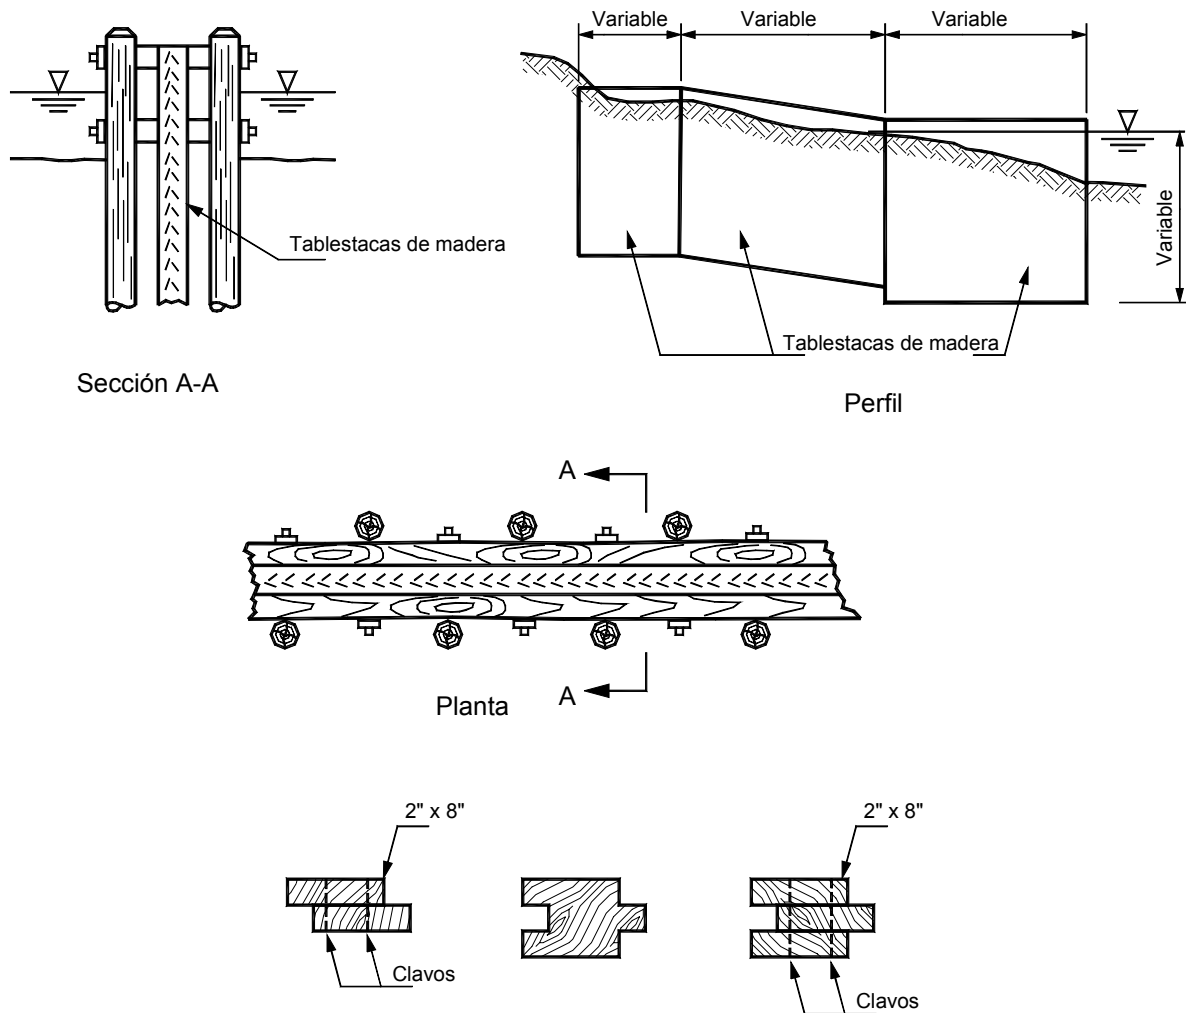 Variable
Variable
Variable
Tablestacas de madera
Variable
Tablestacas de madera
Sección A-A
Perfil
A
A
Planta
2" x 8"
2" x 8"
Clavos
Clavos